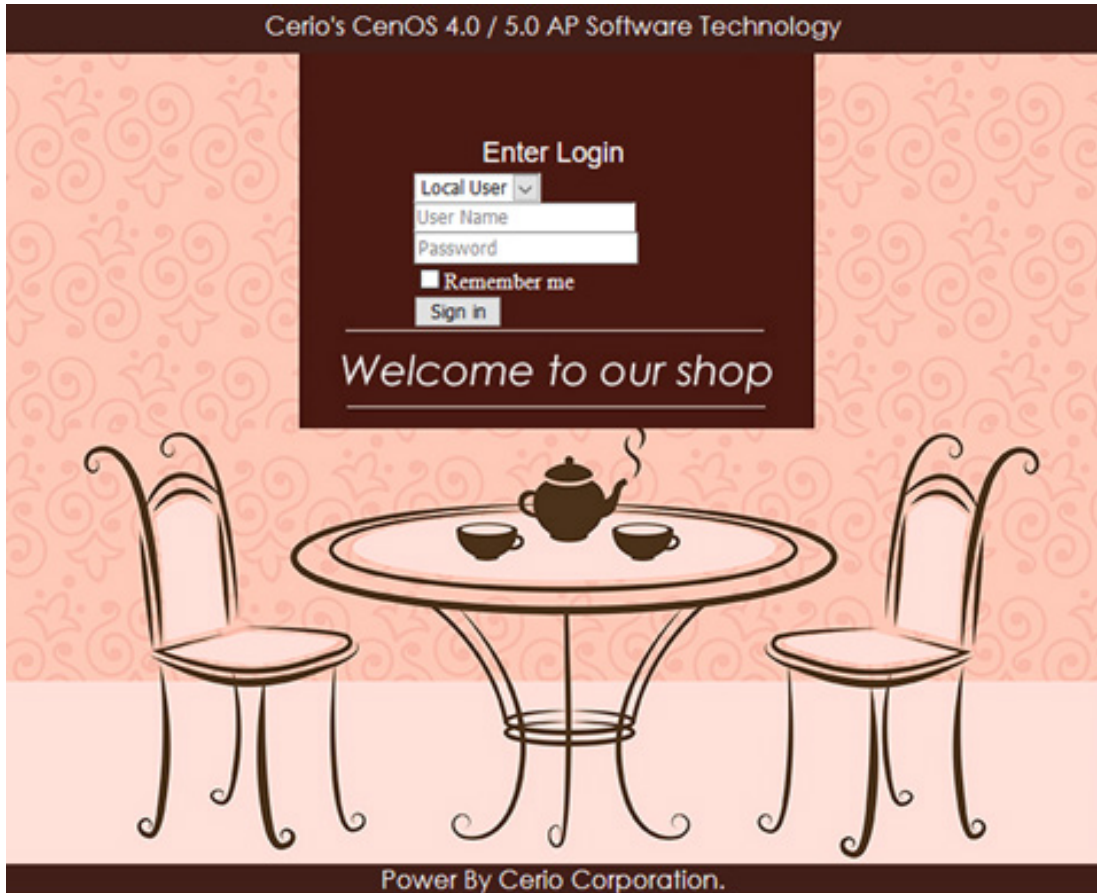 Cerio's CenOS 4.0 / 5.0 AP Software Technology
Enter Login
Local User
User Name
Password
Remember me
Sign in
Welcome to our shop
Power By Cerio Corporation.